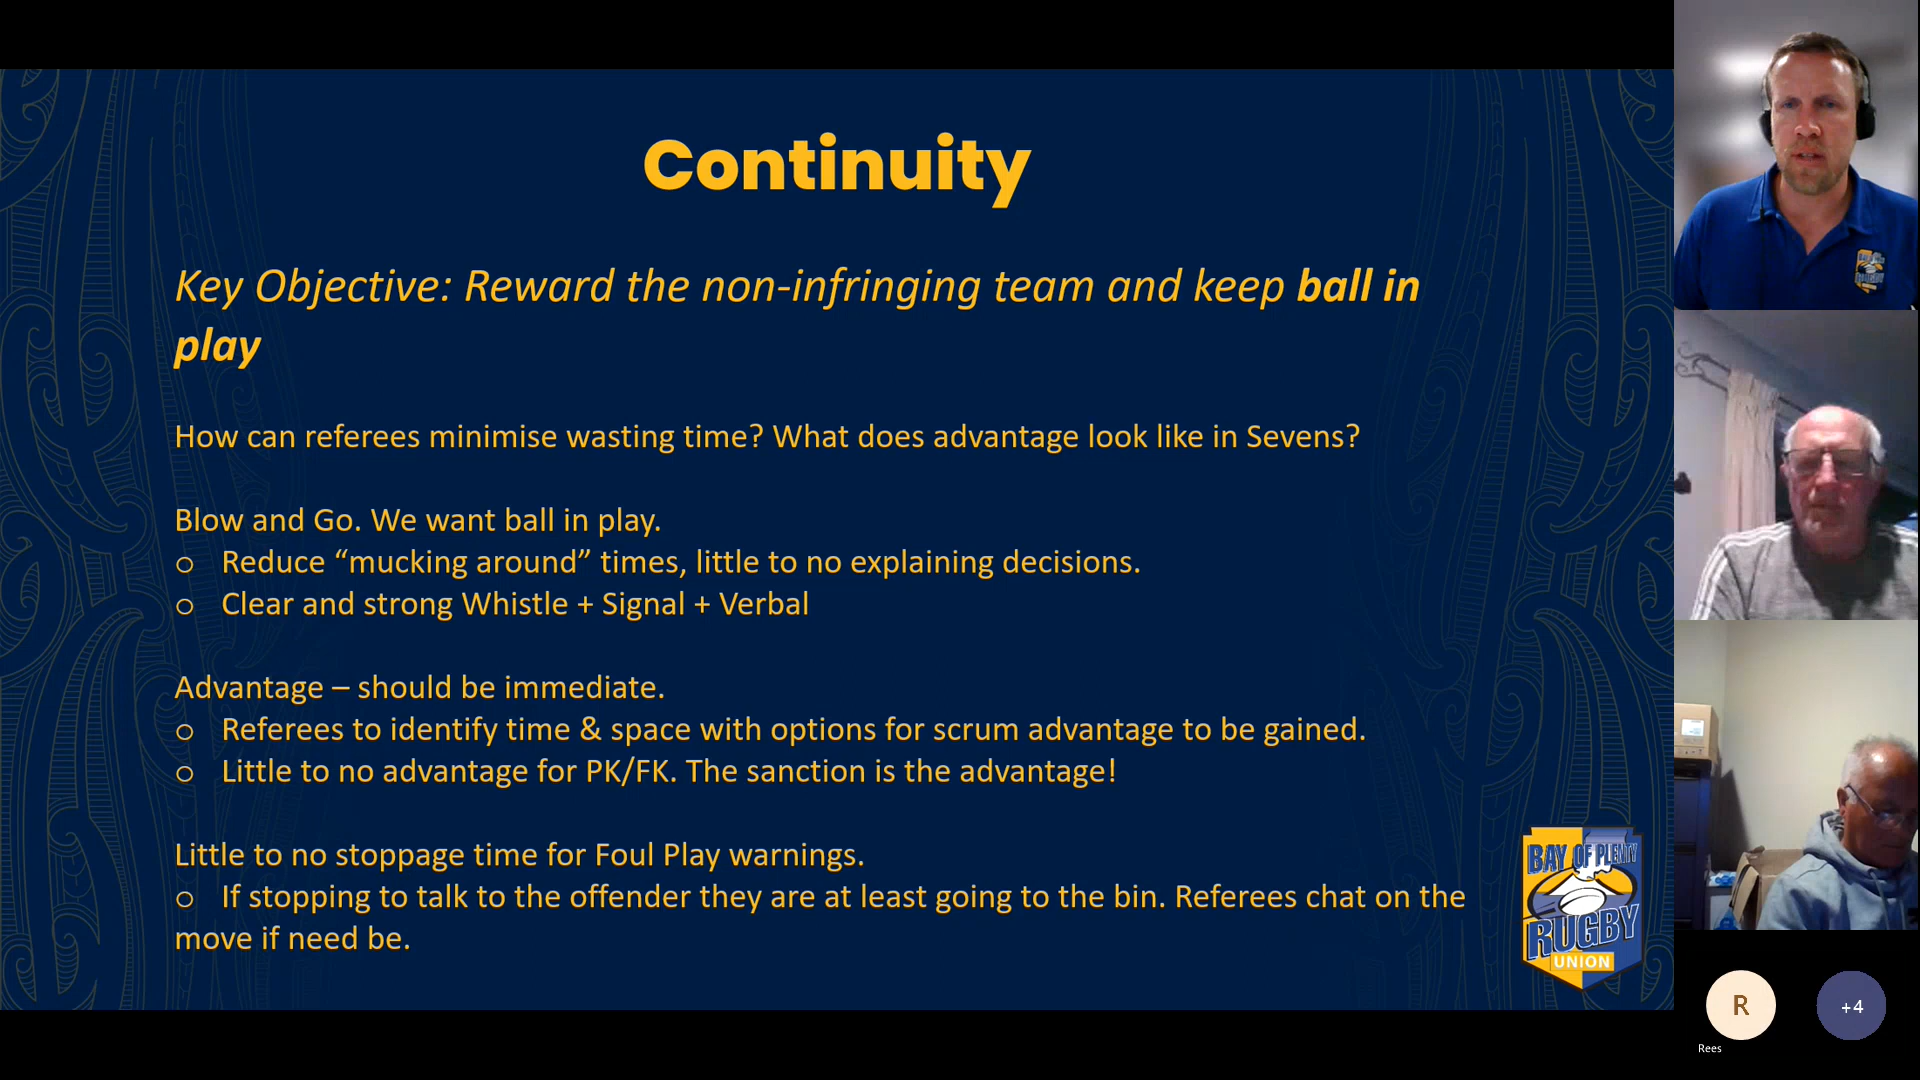 Continuity
Key Objective: Reward the non-infringing team and keep ball in
play
How can referees minimise wasting time? What does advantage look like in Sevens?
Blow and Go. We want ball in play.
o Reduce “mucking around” times, little to no explaining decisions.
o Clear and strong Whistle + Signal + Verbal
Advantage – should be immediate.
o Referees to identify time & space with options for scrum advantage to be gained.
o Little to no advantage for PK/FK. The sanction is the advantage!
Little to no stoppage time for Foul Play warnings.
o If stopping to talk to the offender they are at least going to the bin. Referees chat on the
move if need be.
BAY OF PLENTY
RUGBY
UNION
R
+4
Rees